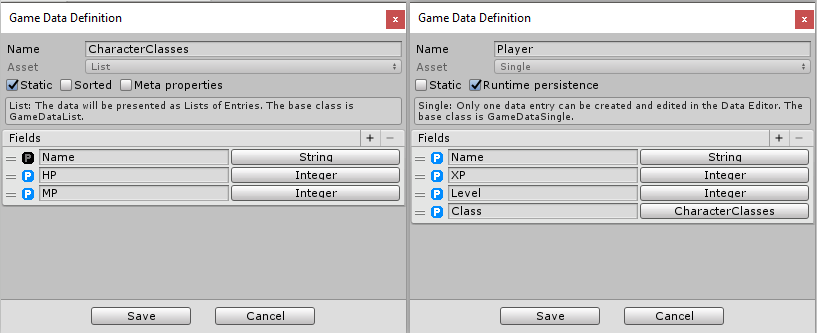 Game Data Definition
x
Name CharacterClasses
Asset List
Static Sorted Meta properties
List: The data will be presented as Lists of Entries. The base class is
GameDataList.
Fields + −
P Name String
P HP Integer
P MP Integer
Save Cancel
Game Data Definition
x
Name Player
Asset Single
Static Runtime persistence
Single: Only one data entry can be created and edited in the Data Editor. The
base class is GameDataSingle.
Fields + −
P Name String
P XP Integer
P Level Integer
P Class CharacterClasses
Save Cancel